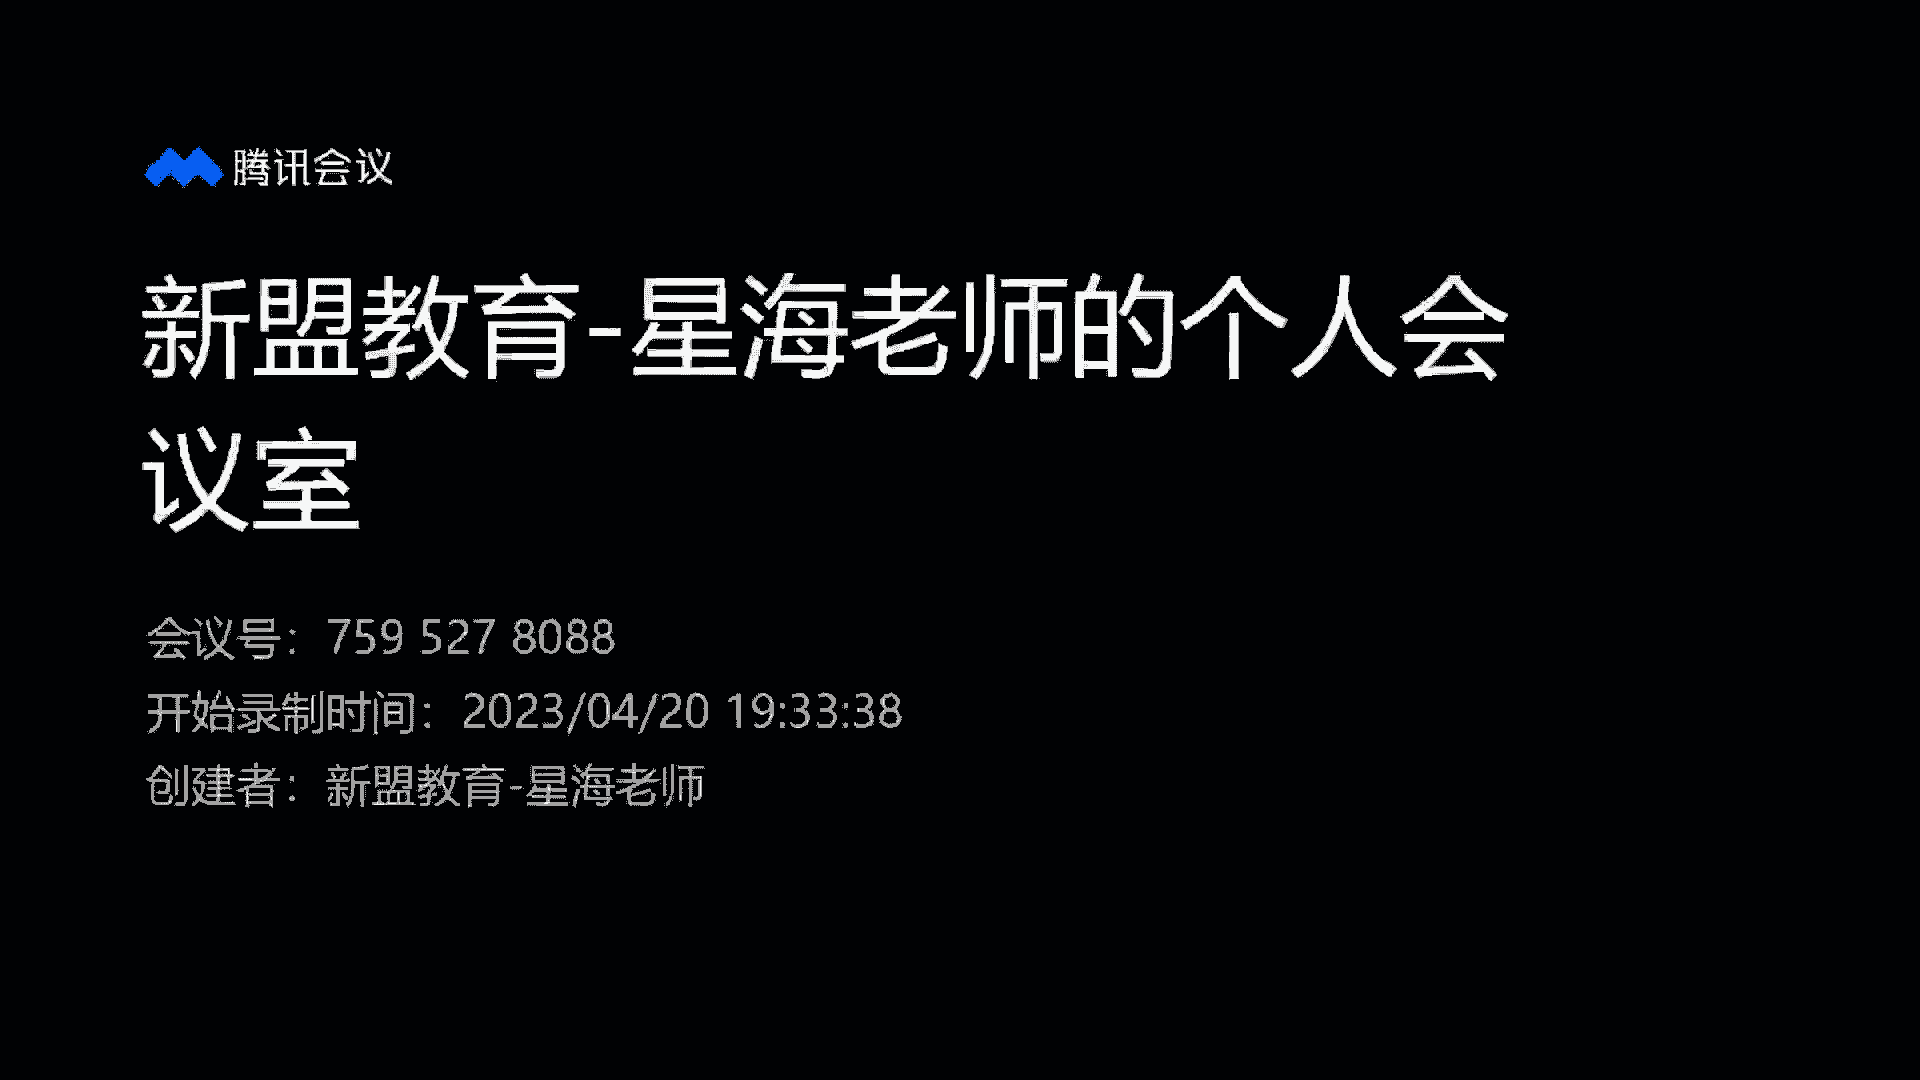 腾讯会议
新盟教育-星海老师的个人会
议室
会议号：759 527 8088
开始录制时间：2023/04/20 19:33:38
创建者：新盟教育-星海老师